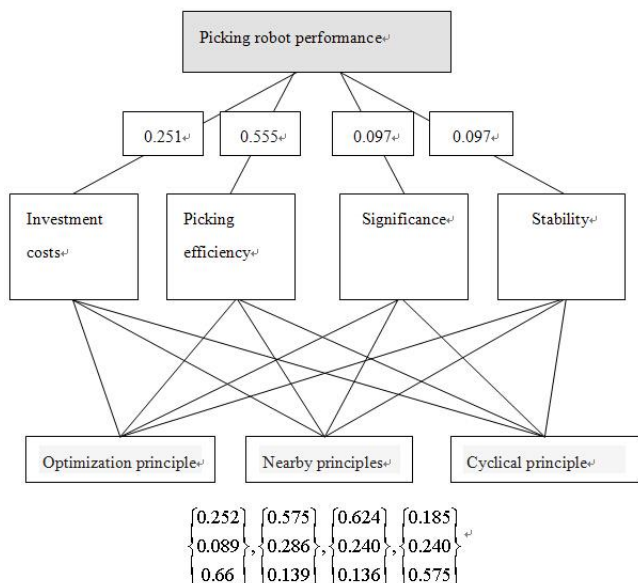 Picking robot performance↵
0.251↵ 0.555↵ 0.097↵ 0.097↵
Investment costs↵
Picking efficiency↵
Significance↵
Stability↵
Optimization principle↵ Nearby principles↵ Cyclical principle↵
{0.252} {0.575} {0.624} {0.185}
{0.089}, {0.286}, {0.240}, {0.240} ↵
{0.66} {0.139} {0.136} {0.575}